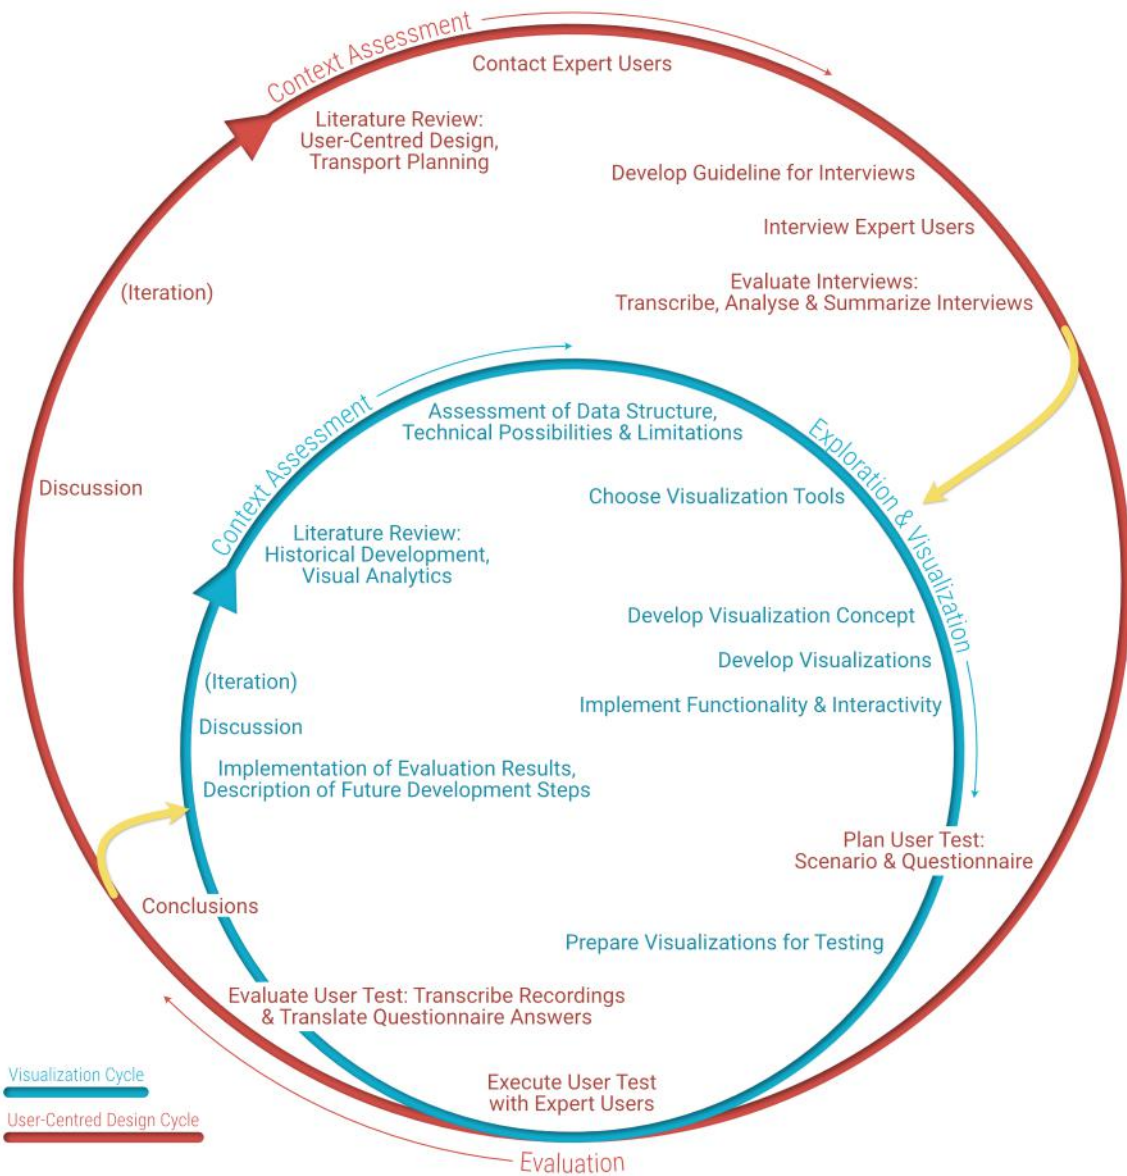 Context Assessment
Contact Expert Users
Literature Review:
User-Centred Design,
Transport Planning
Develop Guideline for Interviews
Interview Expert Users
Evaluate Interviews:
Transcribe, Analyse & Summarize Interviews
(Iteration)
Discussion
Context Assessment
Assessment of Data Structure,
Technical Possibilities & Limitations
Exploration & Visualization
Choose Visualization Tools
Literature Review:
Historical Development,
Visual Analytics
Develop Visualization Concept
Develop Visualizations
Implement Functionality & Interactivity
(Iteration)
Discussion
Implementation of Evaluation Results,
Description of Future Development Steps
Plan User Test:
Scenario & Questionnaire
Conclusions
Prepare Visualizations for Testing
Evaluate User Test: Transcribe Recordings
& Translate Questionnaire Answers
Execute User Test
with Expert Users
Evaluation
Visualization Cycle
User-Centred Design Cycle